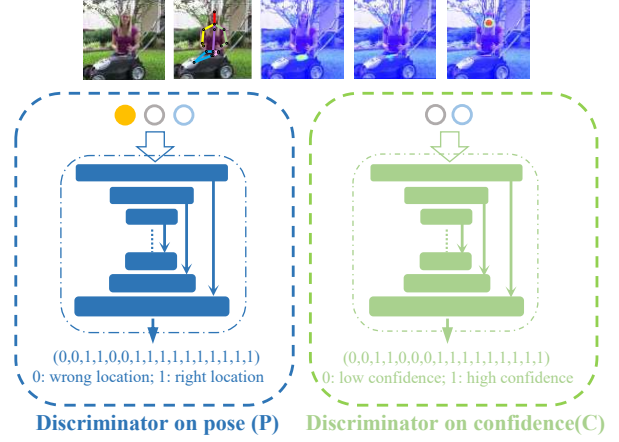 (0,0,1,1,0,0,1,1,1,1,1,1,1,1,1,1)
0: wrong location; 1: right location
Discriminator on pose (P)
(0,0,1,1,0,0,0,1,1,1,1,1,1,1,1,1)
0: low confidence; 1: high confidence
Discriminator on confidence(C)